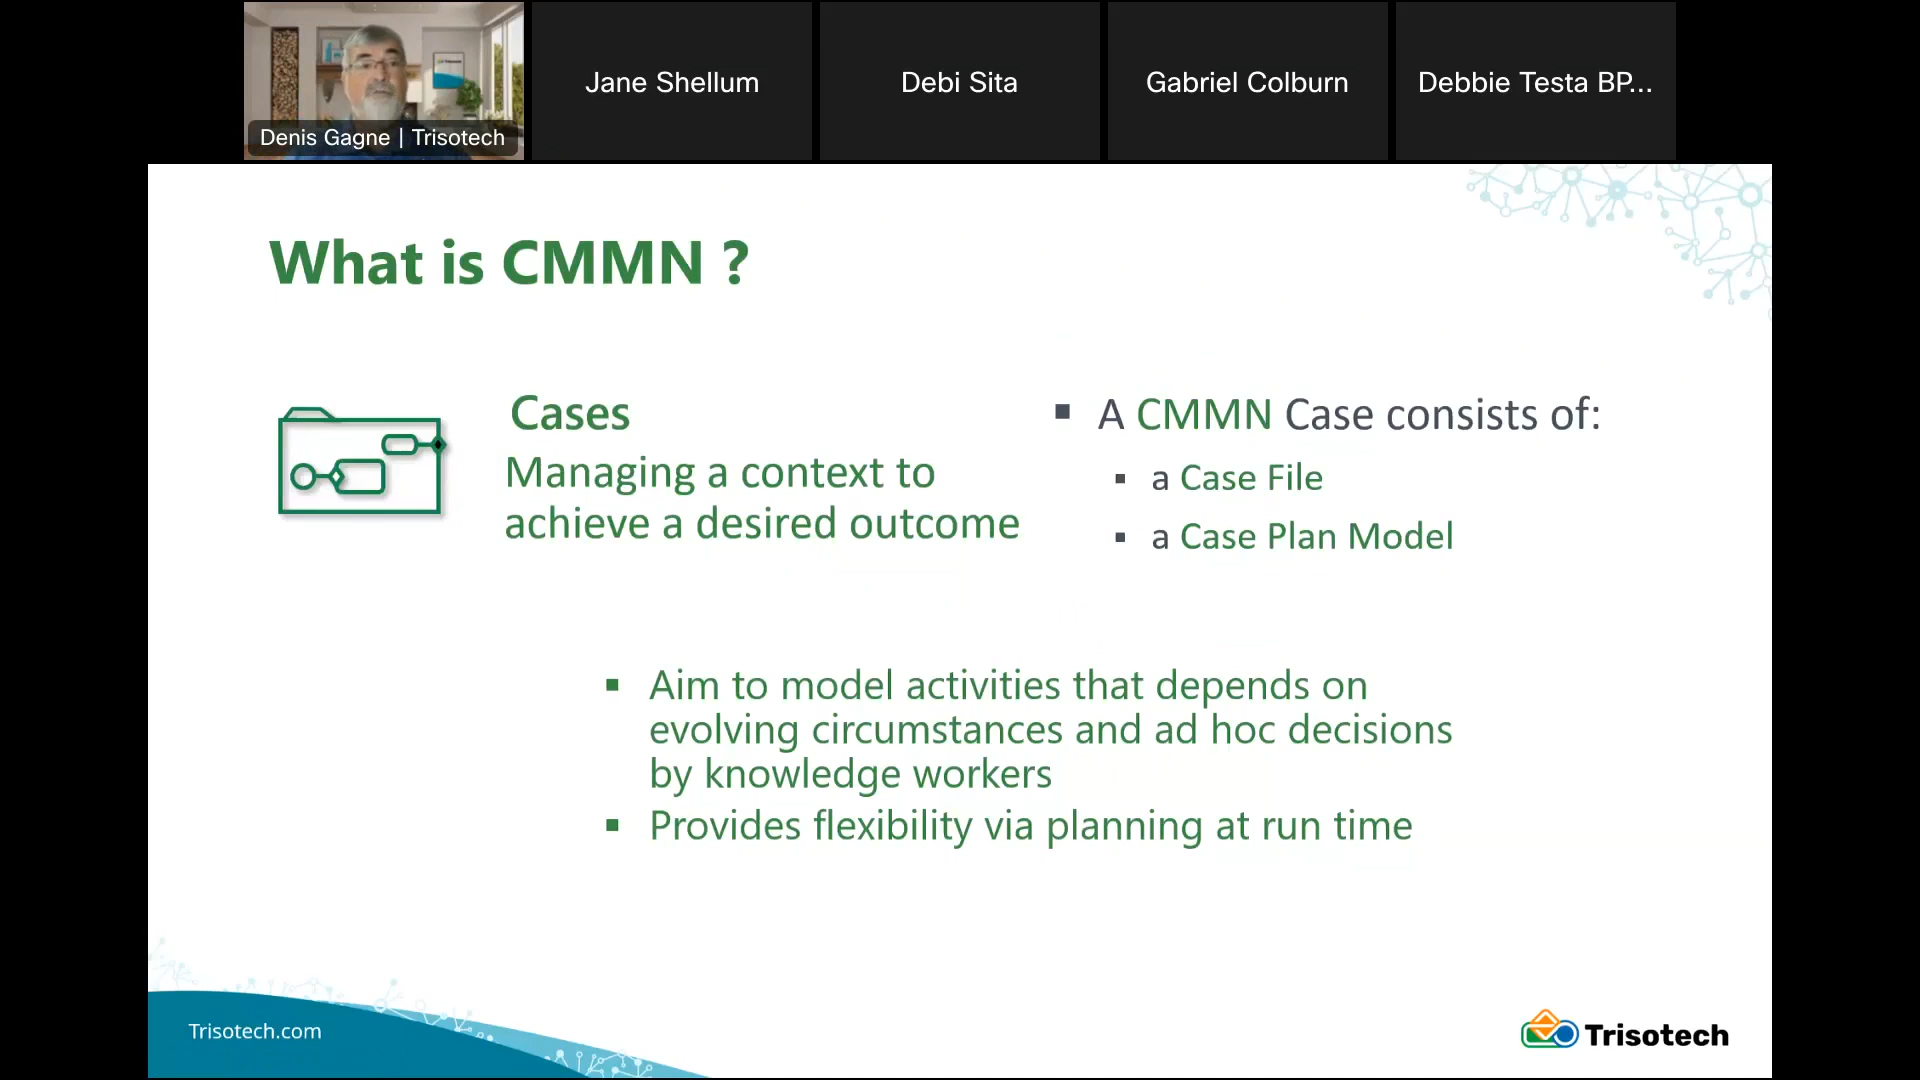 Denis Gagne | Trisotech
Jane Shellum
Debi Sita
Gabriel Colburn
Debbie Testa BP...
What is CMMN ?
Cases
Managing a context to
achieve a desired outcome
▪ A CMMN Case consists of:
▪ a Case File
▪ a Case Plan Model
▪ Aim to model activities that depends on
evolving circumstances and ad hoc decisions
by knowledge workers
▪ Provides flexibility via planning at run time
Trisotech.com
Trisotech